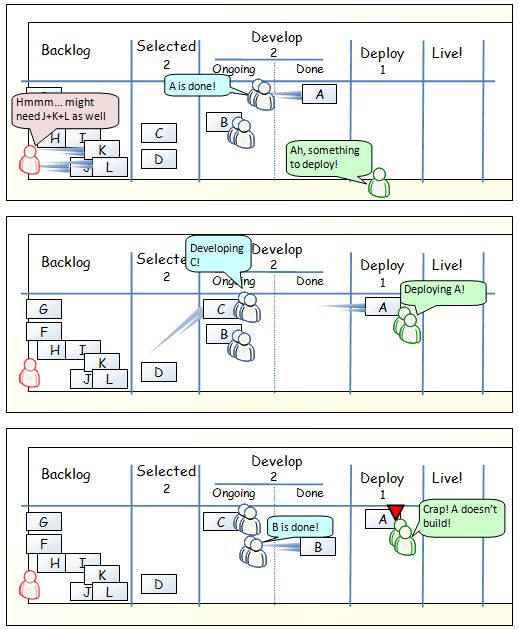 Backlog
Selected
2
Develop
2
Ongoing
Done
Deploy
1
Live!
A is done!
A
Hmmm... might
need J+K+L as well
B
H
I
C
K
D
J
L
Ah, something
to deploy!
Backlog
Selecte
2
Develop
2
Ongoing
Done
Deploy
1
Live!
Developing
C!
Deploying A!
G
C
A
F
B
H
I
K
J
L
D
Backlog
Selected
2
Develop
2
Ongoing
Done
Deploy
1
Live!
G
C
A
Crap! A doesn't
build!
F
B is done!
B
H
I
K
J
L
D